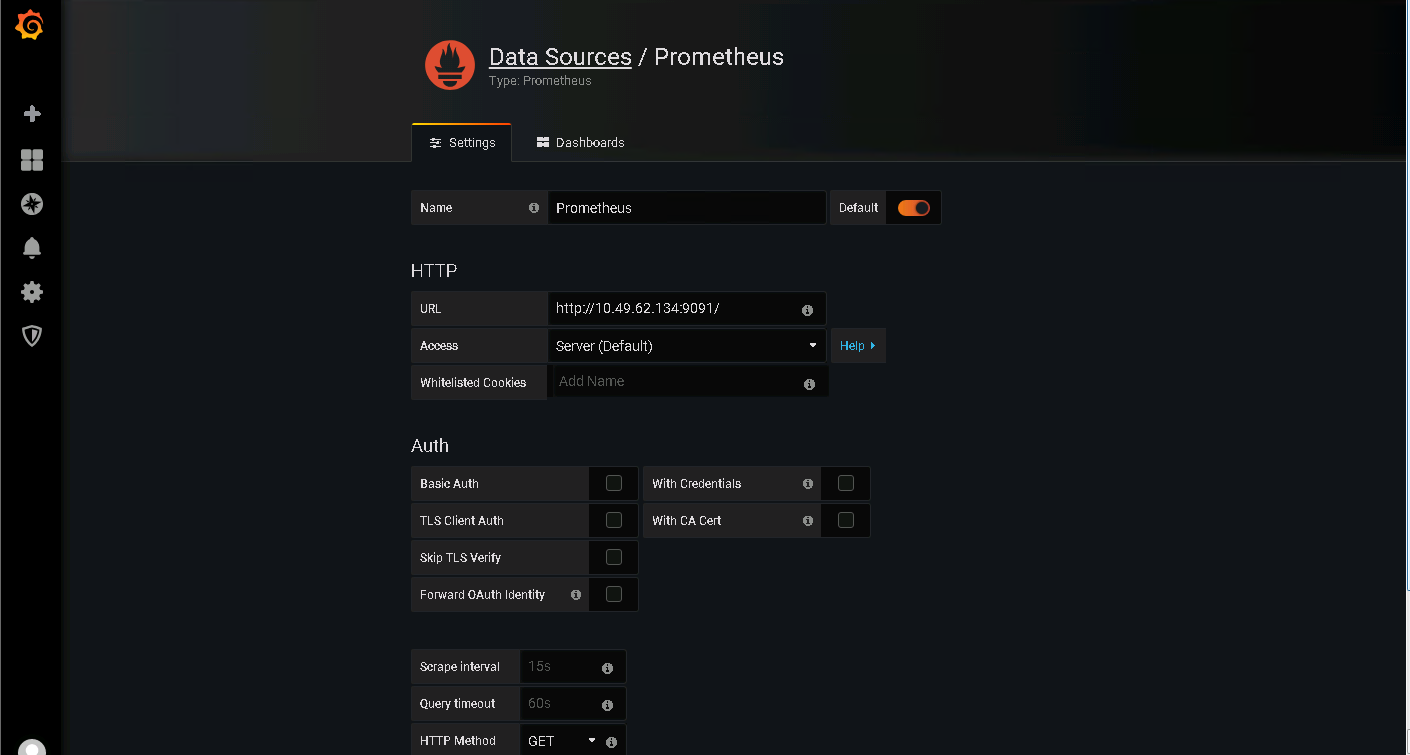 Data Sources / Prometheus
Type: Prometheus
Settings Dashboards
Name Prometheus Default
HTTP
URL http://10.49.62.134:9091/
Access Server (Default) Help
Whitelisted Cookies Add Name
Auth
Basic Auth With Credentials
TLS Client Auth With CA Cert
Skip TLS Verify
Forward OAuth Identity
Scrape interval 15s
Query timeout 60s
HTTP Method GET